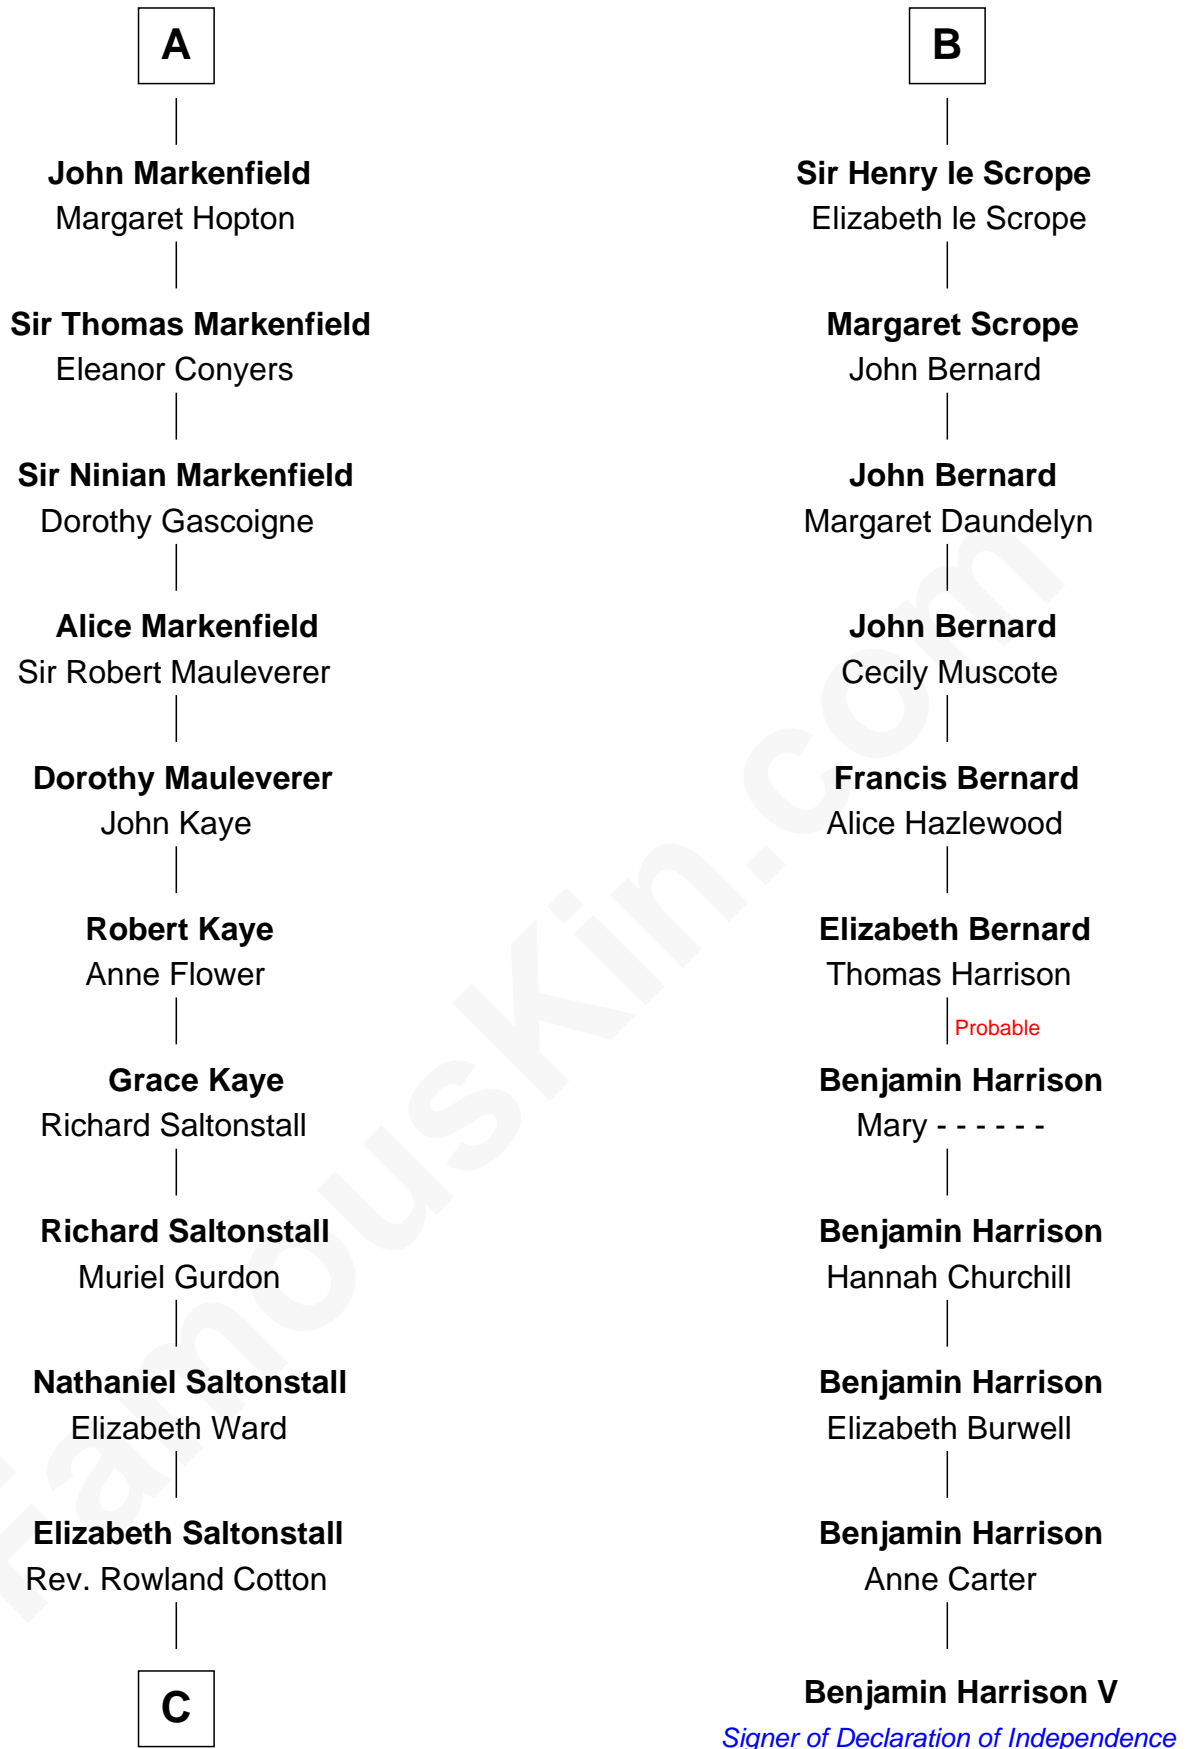 A
John Markenfield
Margaret Hopton
Sir Thomas Markenfield
Eleanor Conyers
Sir Ninian Markenfield
Dorothy Gascoigne
Alice Markenfield
Sir Robert Mauleverer
Dorothy Mauleverer
John Kaye
Robert Kaye
Anne Flower
Grace Kaye
Richard Saltonstall
Richard Saltonstall
Muriel Gurdon
Nathaniel Saltonstall
Elizabeth Ward
Elizabeth Saltonstall
Rev. Rowland Cotton
C
B
Sir Henry le Scrope
Elizabeth le Scrope
Margaret Scrope
John Bernard
John Bernard
Margaret Daundelyn
John Bernard
Cecily Muscote
Francis Bernard
Alice Hazlewood
Elizabeth Bernard
Thomas Harrison
Probable
Benjamin Harrison
Mary - - - - - -
Benjamin Harrison
Hannah Churchill
Benjamin Harrison
Elizabeth Burwell
Benjamin Harrison
Anne Carter
Benjamin Harrison V
Signer of Declaration of Independence
FamousKin.com